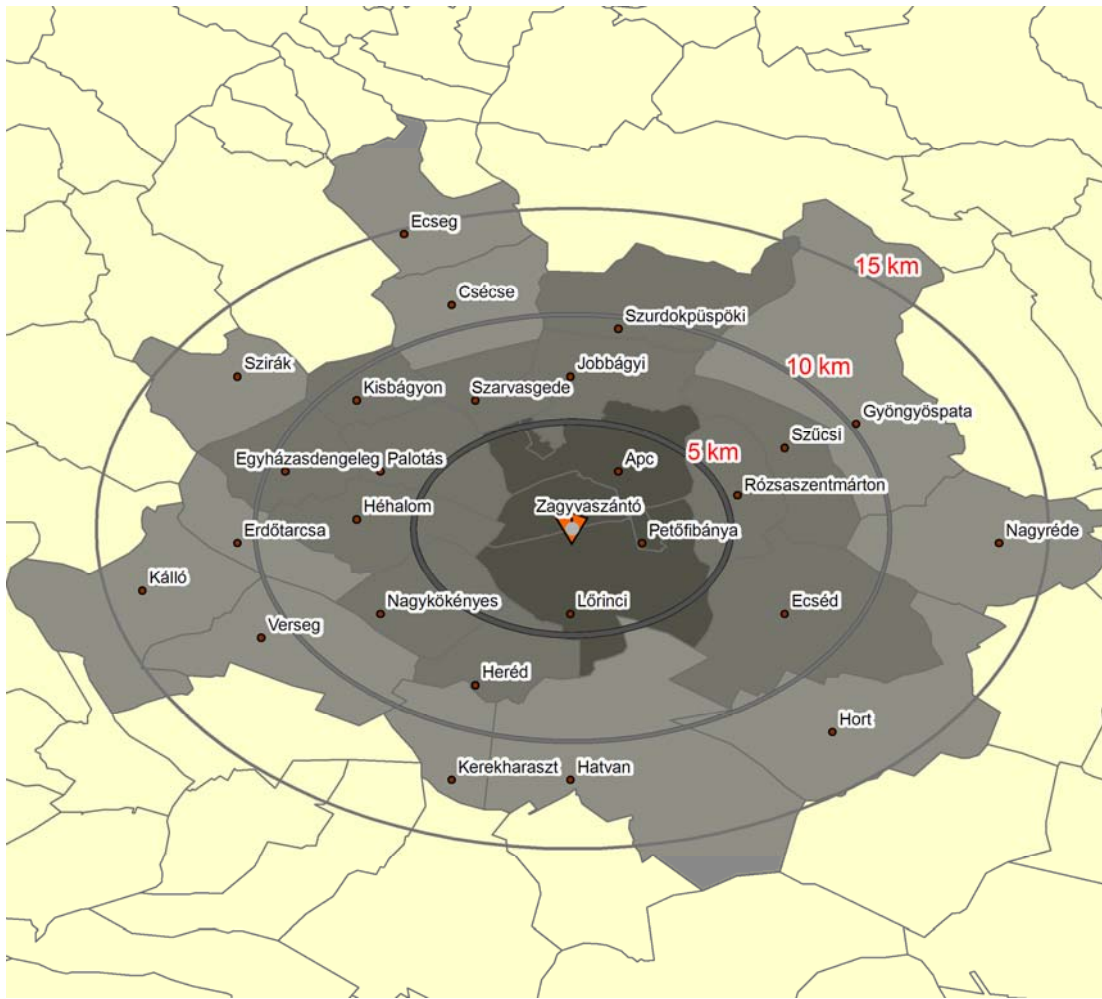 Ecseg
15 km
Csécse
Szurdokpüspöki
Szirák
Jobbágyi
10 km
Kisbágyon
Szarvasgede
Gyöngyöspata
Szűcsi
5 km
Egyházasdengeleg
Palotás
Apc
Rózsaszentmárton
Héhalom
Zagyvaszántó
Erdőtarcsa
Petőfibánya
Nagyréde
Kálló
Nagykökényes
Lőrinci
Ecséd
Verseg
Heréd
Hort
Kerekharaszt
Hatvan